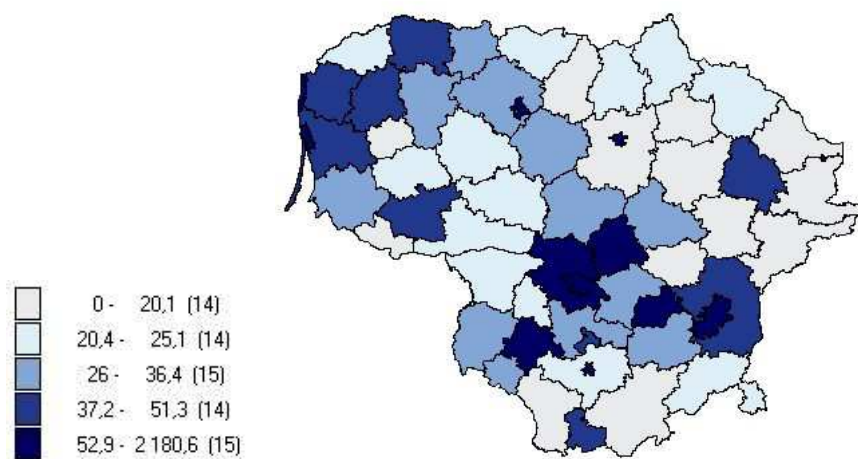 0 - 20,1 (14)
20,4 - 25,1 (14)
26 - 36,4 (15)
37,2 - 51,3 (14)
52,9 - 2 180,6 (15)